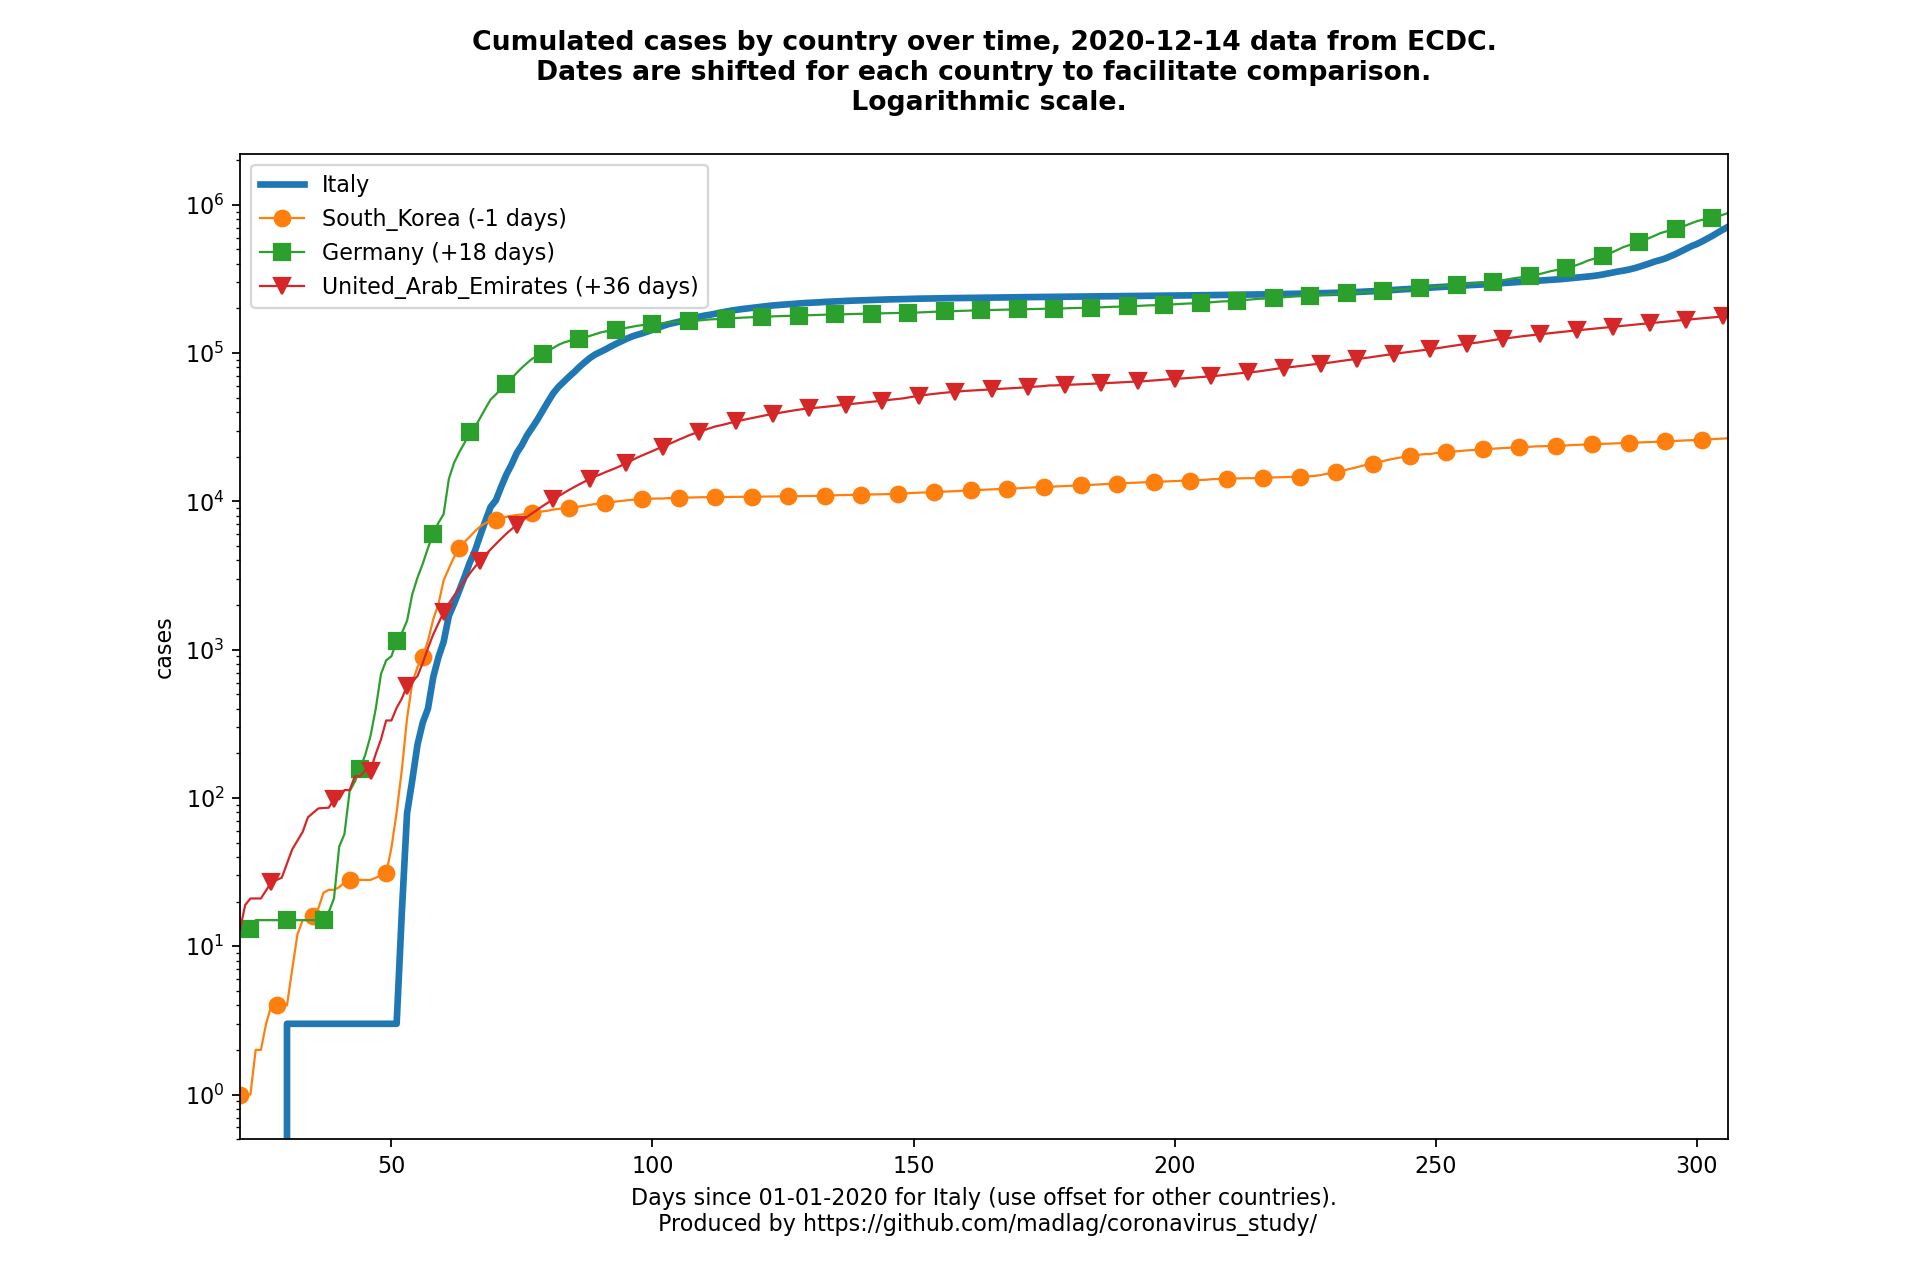 Cumulated cases by country over time, 2020-12-14 data from ECDC.
Dates are shifted for each country to facilitate comparison.
Logarithmic scale.
Italy
South_Korea (-1 days)
Germany (+18 days)
United_Arab_Emirates (+36 days)
10⁶
10⁵
10⁴
10³
10²
10¹
10⁰
cases
50 100 150 200 250 300
Days since 01-01-2020 for Italy (use offset for other countries).
Produced by https://github.com/madlag/coronavirus_study/